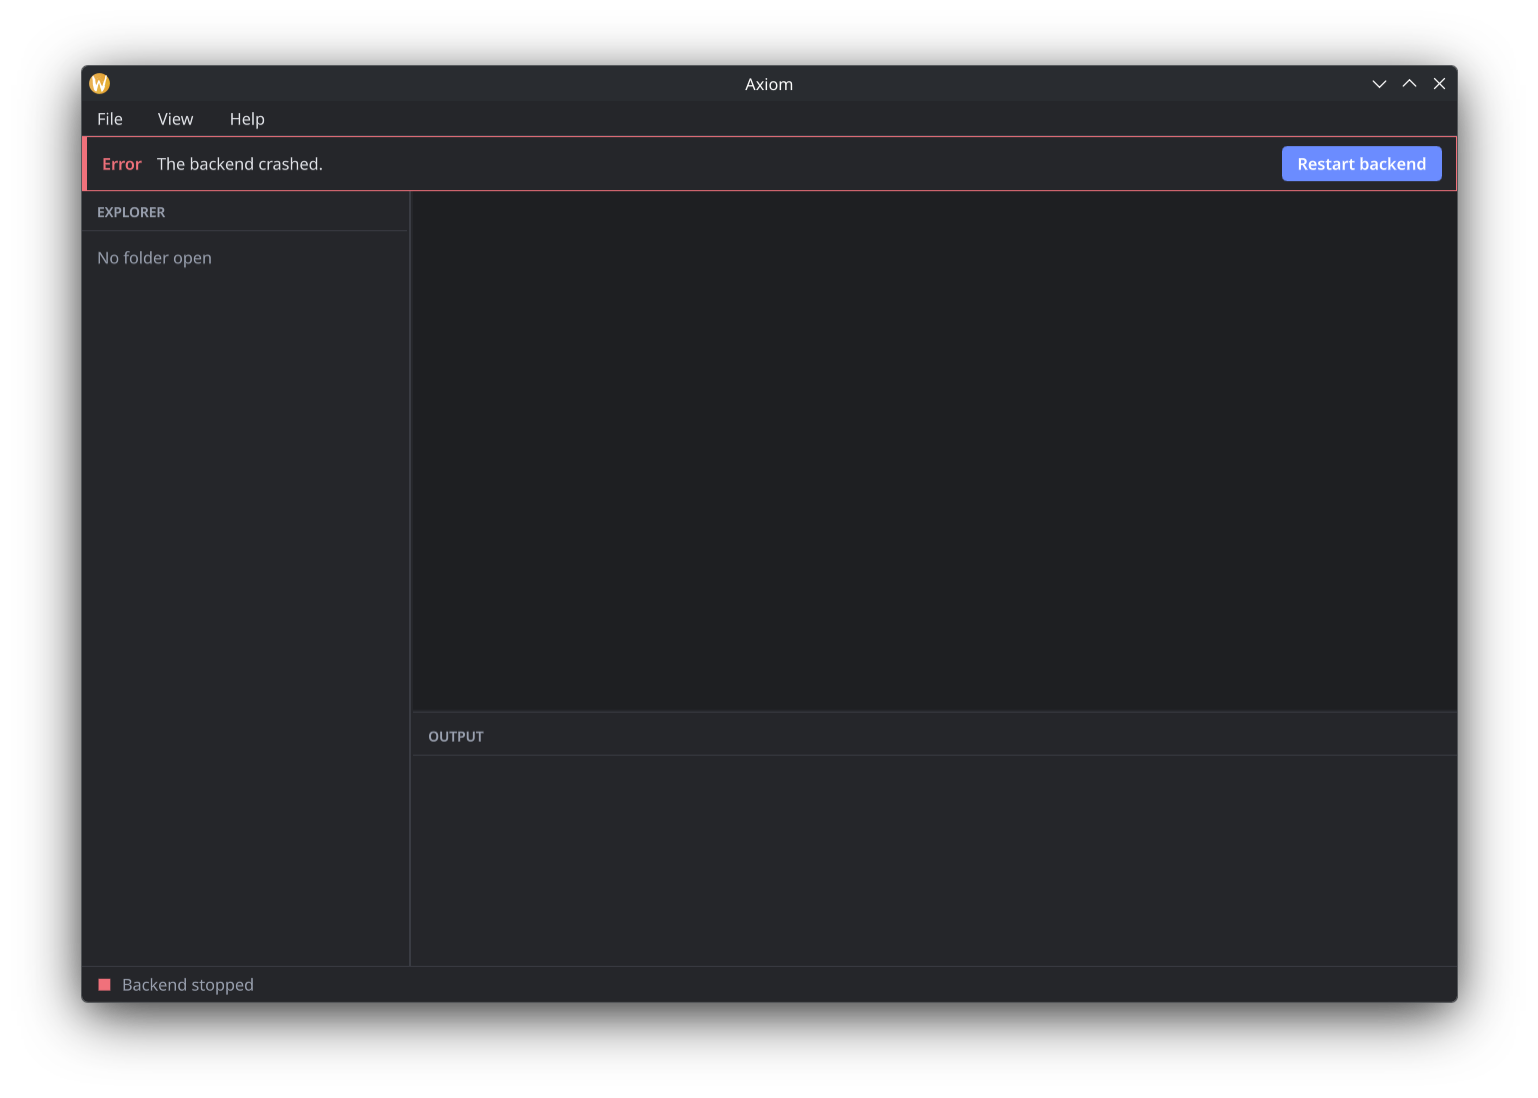 Axiom
File View Help
Error The backend crashed. Restart backend
EXPLORER
No folder open
OUTPUT
Backend stopped